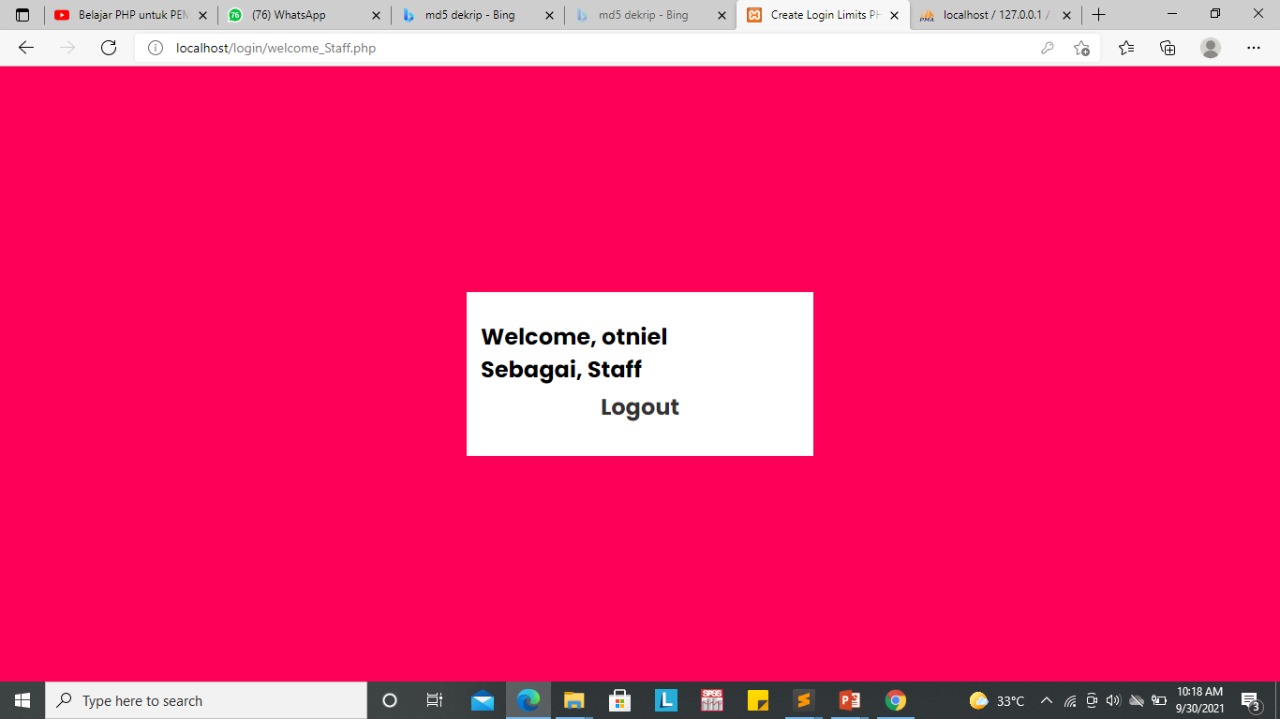 Belajar PHP untuk PEM
(76) WhatsApp
md5 dekrip - Bing
md5 dekrip - Bing
Create Login Limits PH
localhost / 127.0.0.1 /
localhost/login/welcome_Staff.php
Welcome, otniel
Sebagai, Staff
Logout
Type here to search
33°C
10:18 AM
9/30/2021
3